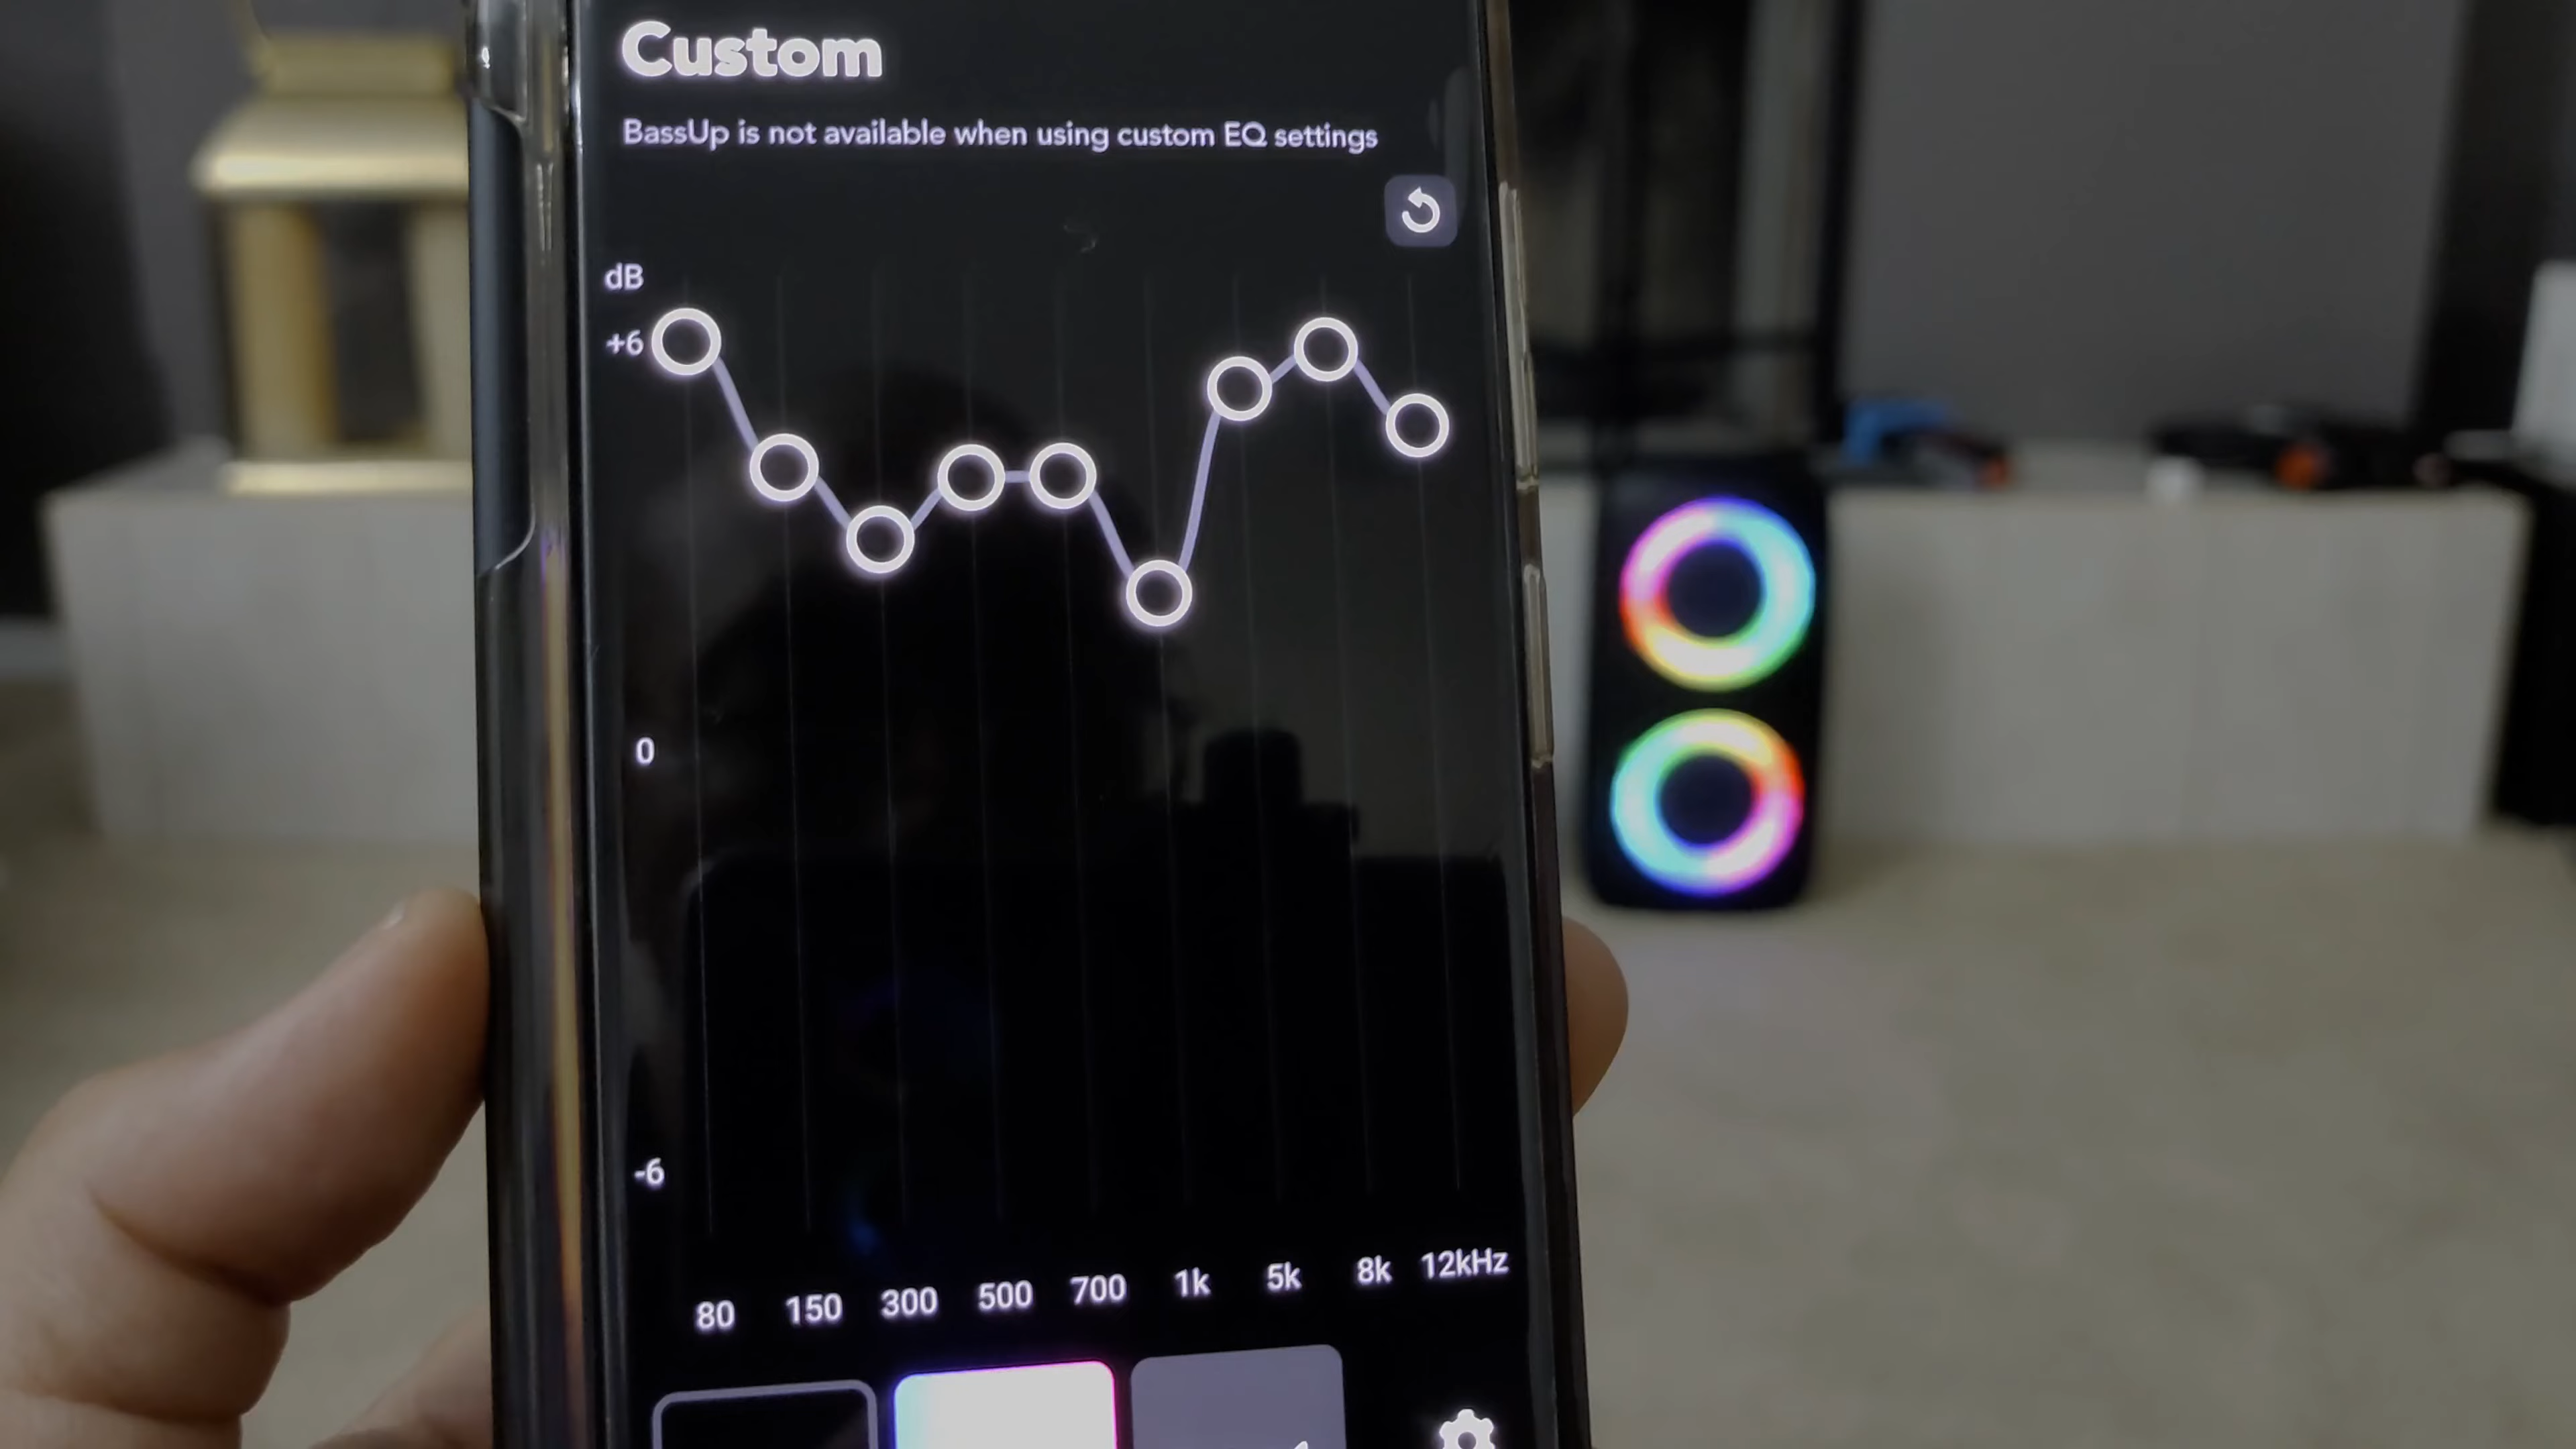 Custom
BassUp is not available when using custom EQ settings
dB
+6
0
-6
80 150 300 500 700 1k 5k 8k 12kHz